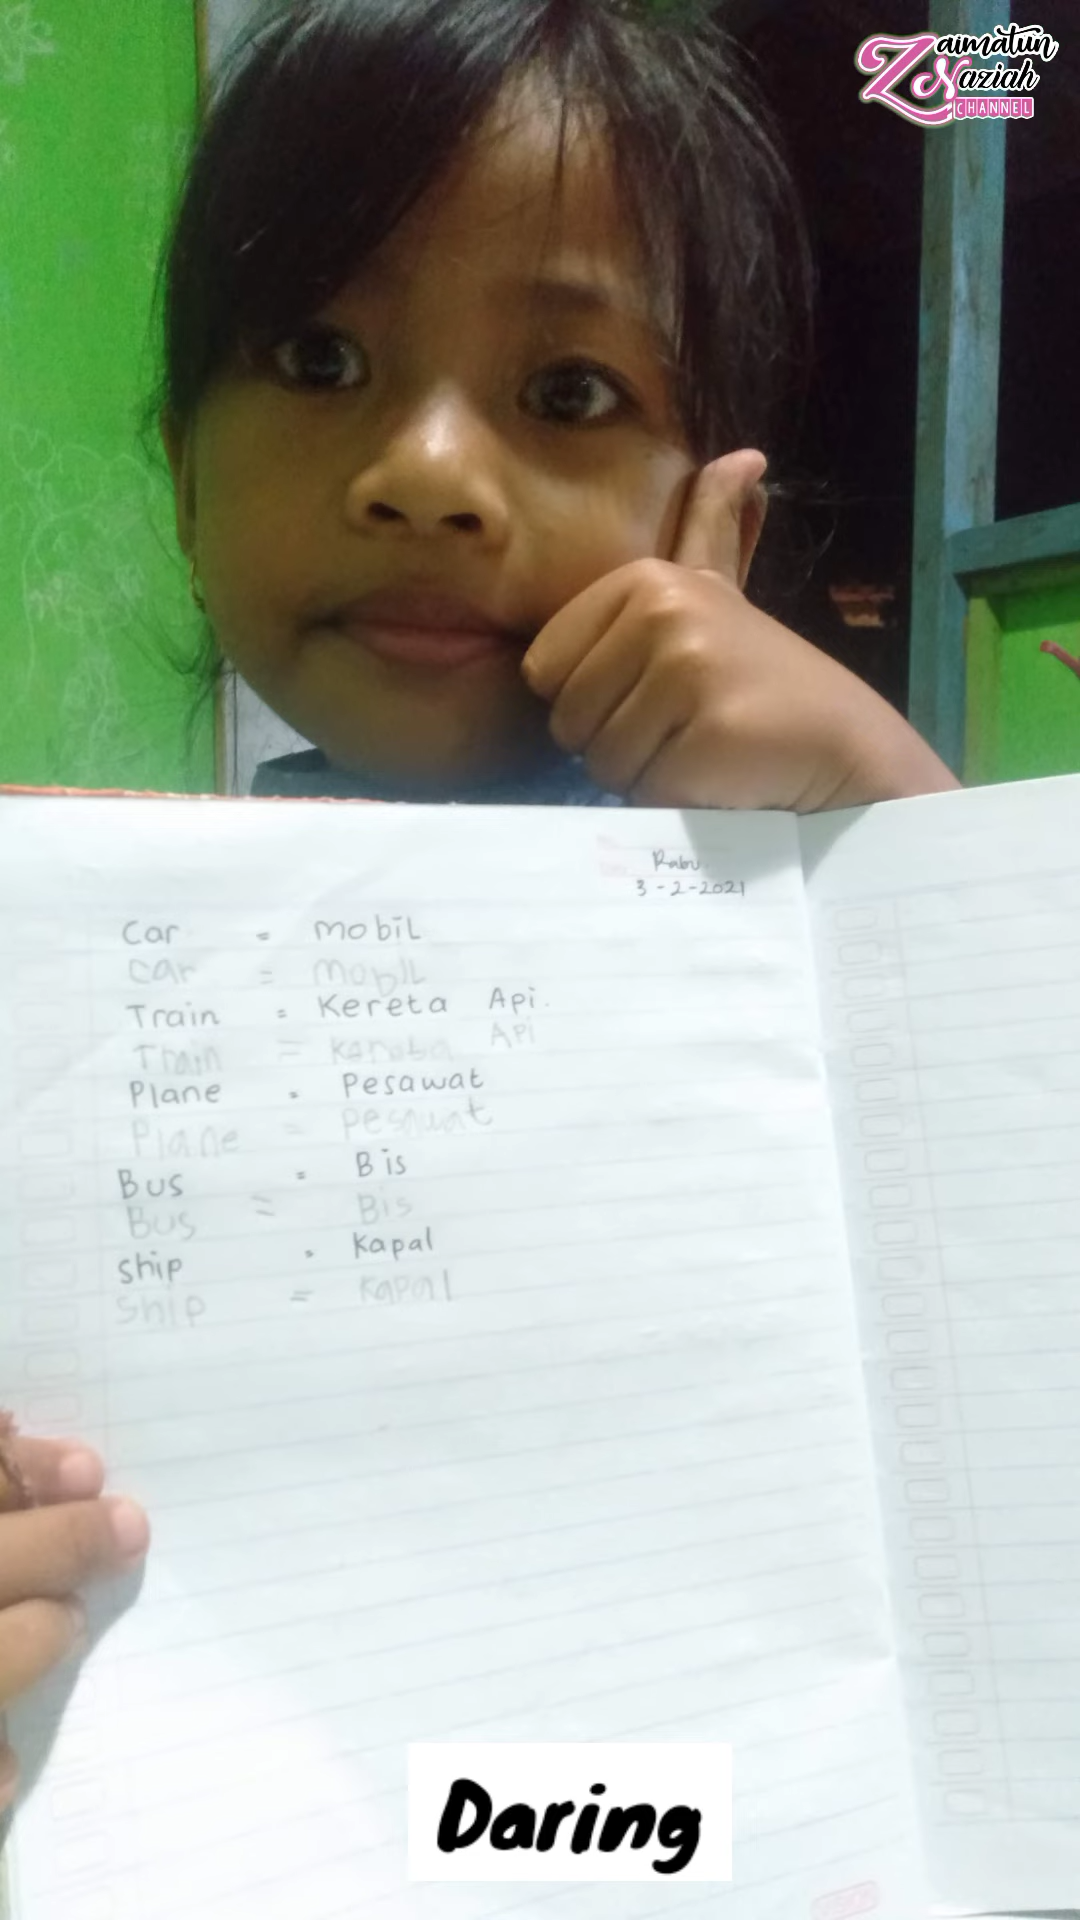 Zaimatun
Naziah
CHANNEL
Rabu
3-2-2021
Car = mobiL
Car = MobIL
Train = Kereta Api.
Train = Api
Plane = Pesawat
Plane = Pesawat
Bus = Bis
Bus = Bis
Ship = Kapal
Ship = Kapal
Daring